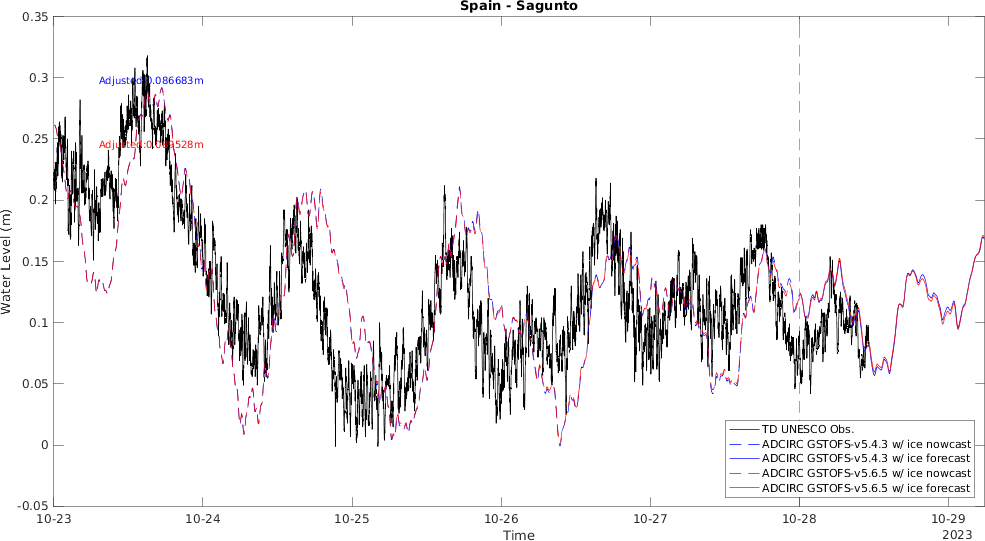 Spain - Sagunto
0.35
0.3
0.25
0.2
0.15
0.1
0.05
0
-0.05
Water Level (m)
Adjusted:0.086683m
TD UNESCO Obs.
ADCIRC GSTOFS-v5.4.3 w/ ice nowcast
ADCIRC GSTOFS-v5.4.3 w/ ice forecast
ADCIRC GSTOFS-v5.6.5 w/ ice nowcast
ADCIRC GSTOFS-v5.6.5 w/ ice forecast
10-23
10-24
10-25
10-26
10-27
10-28
10-29
Time
2023